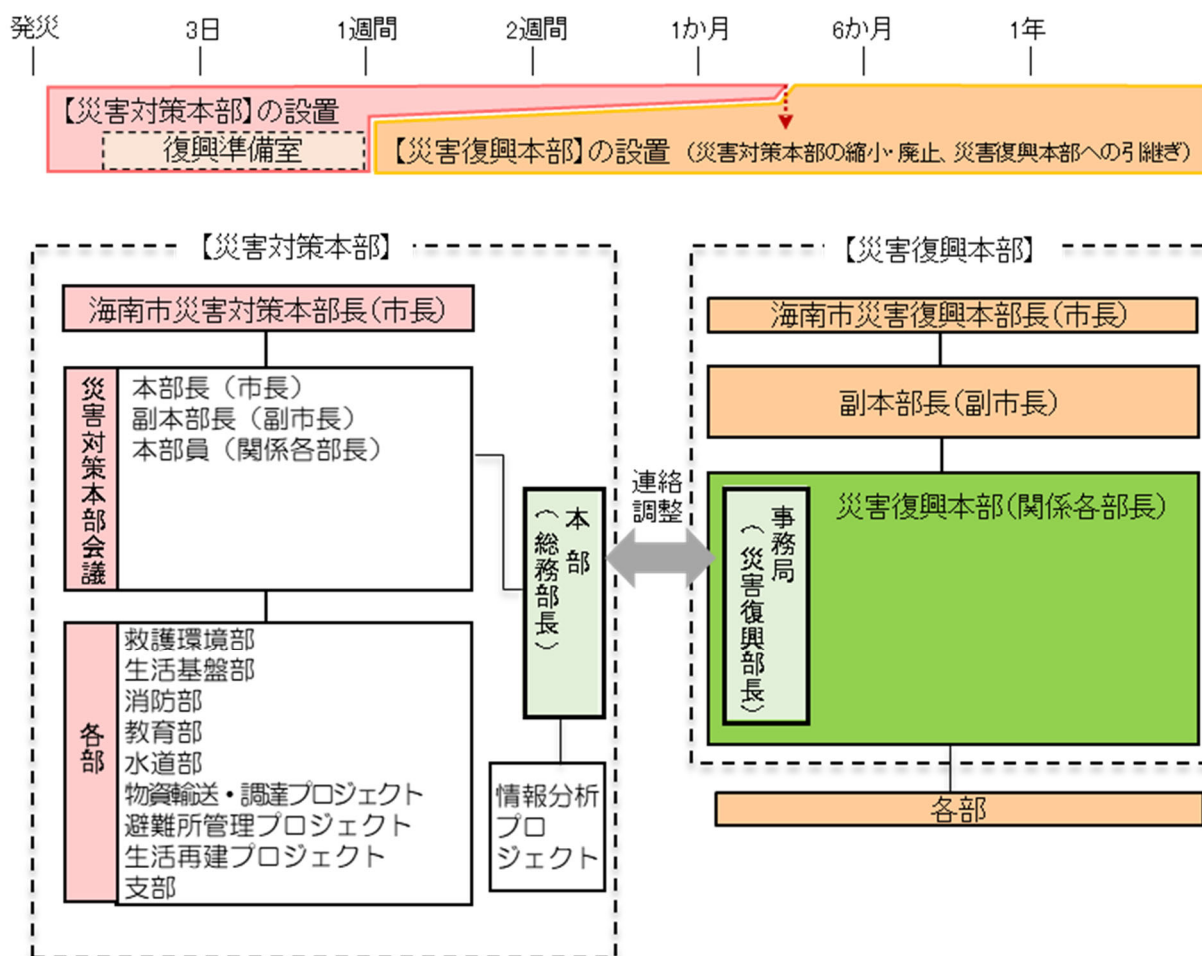 発災 3日 1週間 2週間 1か月 6か月 1年
【災害対策本部】の設置
復興準備室
【災害復興本部】の設置 (災害対策本部の縮小・廃止、災害復興本部への引継ぎ)
【災害対策本部】
海南市災害対策本部長(市長)
災害対策本部会議
本部長（市長）
副本部長（副市長）
本部員（関係各部長）
本部
（総務部長）
各部
救護環境部
生活基盤部
消防部
教育部
水道部
物資輸送・調達プロジェクト
避難所管理プロジェクト
生活再建プロジェクト
支部
情報分析
プロ
ジェクト
連絡
調整
【災害復興本部】
海南市災害復興本部長(市長)
副本部長(副市長)
災害復興本部(関係各部長)
事務局
（災害復興部長）
各部